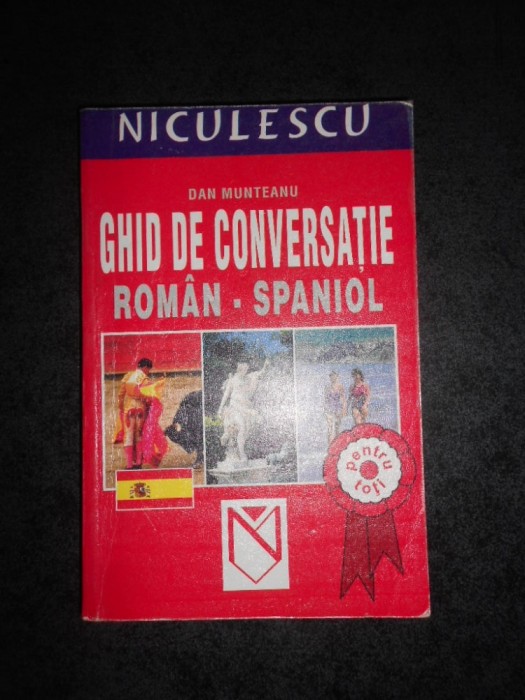 NICULESCU
DAN MUNTEANU
GHID DE CONVERSAȚIE
ROMÂN - SPANIOL
pentru
toți